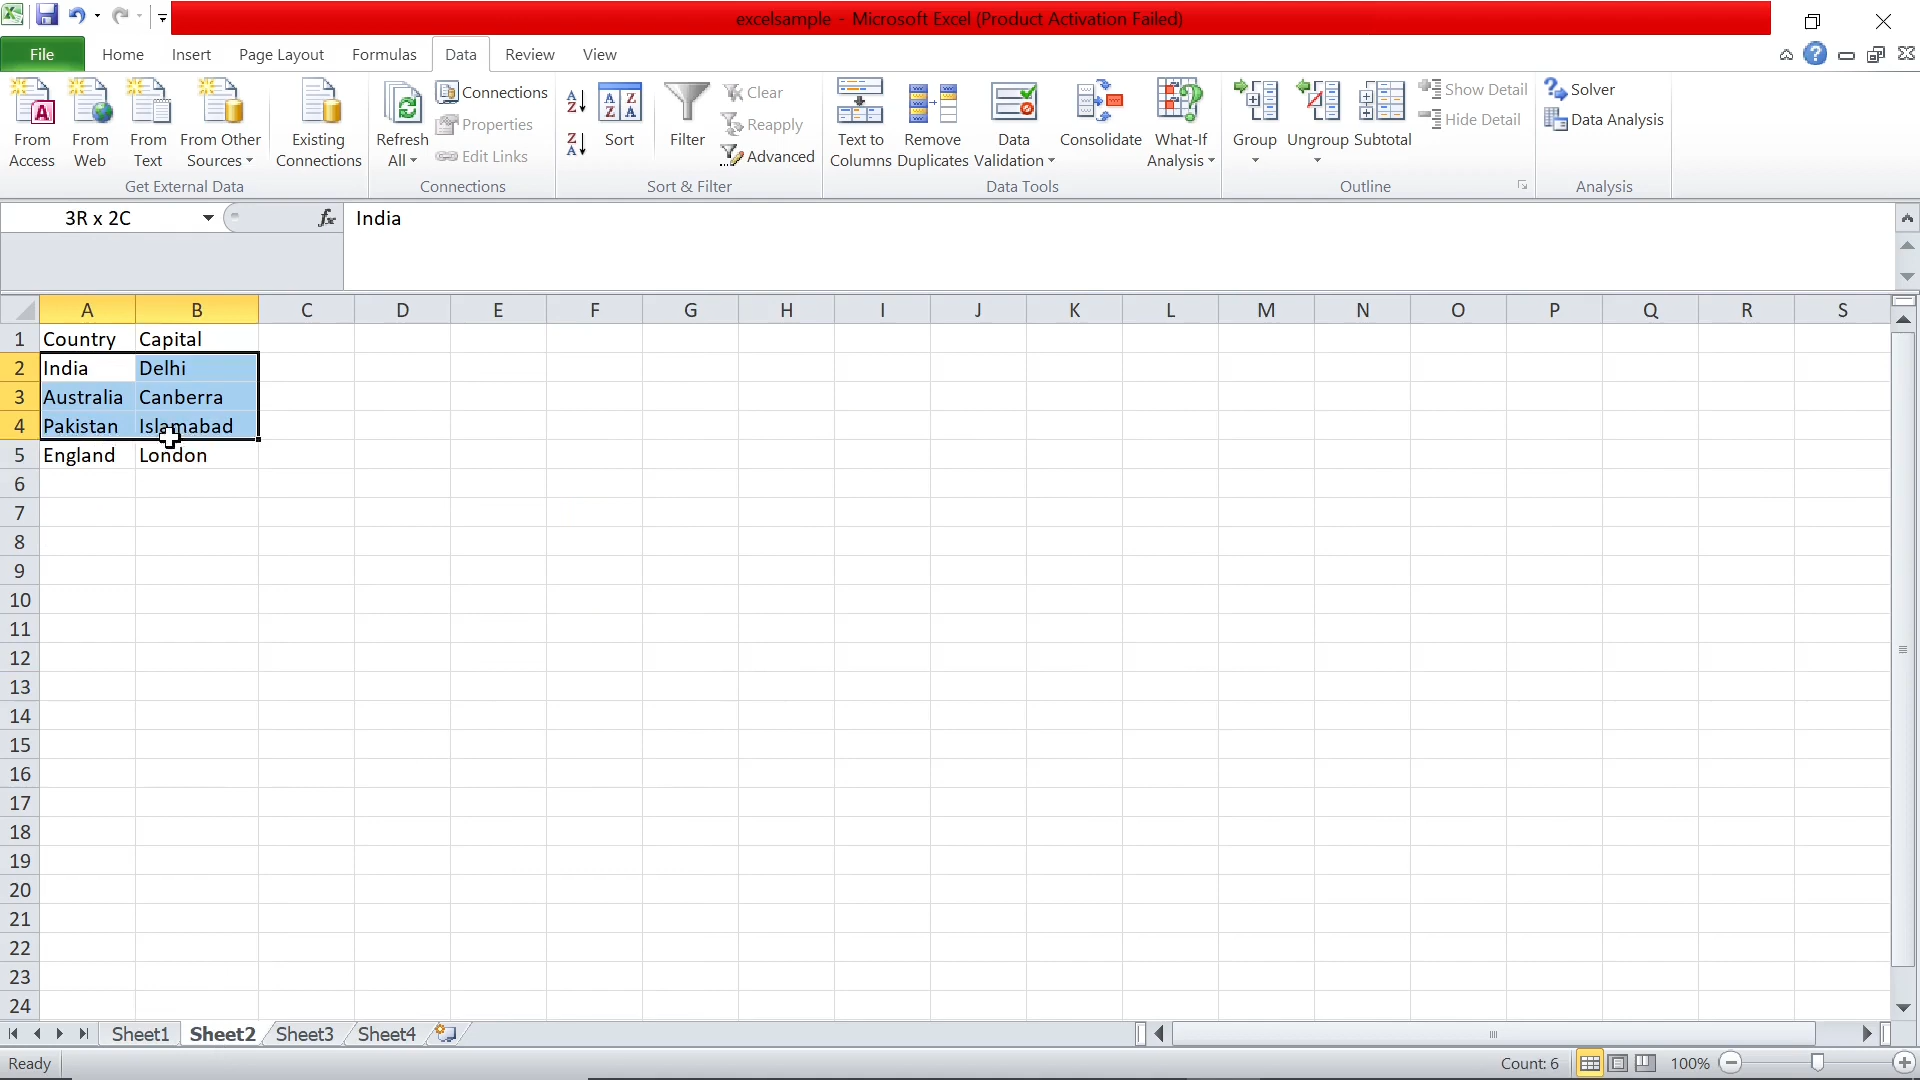 excelsample - Microsoft Excel (Product Activation Failed)
File Home Insert Page Layout Formulas Data Review View
From Access From Web From Text From Other Sources Existing Connections Refresh All Connections Properties Edit Links Sort Filter Clear Reapply Advanced Text to Columns Remove Duplicates Data Validation Consolidate What-If Analysis Group Ungroup Subtotal Show Detail Hide Detail Solver Data Analysis
Get External Data Connections Sort & Filter Data Tools Outline Analysis
3R x 2C fx India
A B C D E F G H I J K L M N O P Q R S
1 Country Capital
2 India Delhi
3 Australia Canberra
4 Pakistan Islamabad
5 England London
6
7
8
9
10
11
12
13
14
15
16
17
18
19
20
21
22
23
24
Sheet1 Sheet2 Sheet3 Sheet4
Ready Count: 6 100%